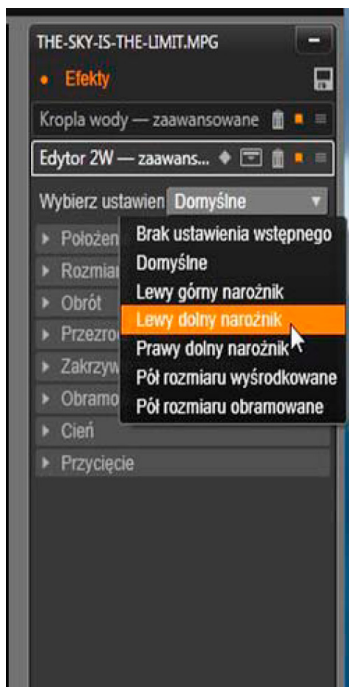 THE-SKY-IS-THE-LIMIT.MPG
Efekty
Kropla wody — zaawansowane
Edytor 2W — zaawans...
Wybierz ustawien Domyślne
Brak ustawienia wstępnego
Domyślne
Lewy górny narożnik
Lewy dolny narożnik
Prawy dolny narożnik
Pół rozmiaru wyśrodkowane
Pół rozmiaru obramowane
Położen
Rozmiar
Obrót
Przezro
Zakrzyw
Obramo
Cień
Przycięcie